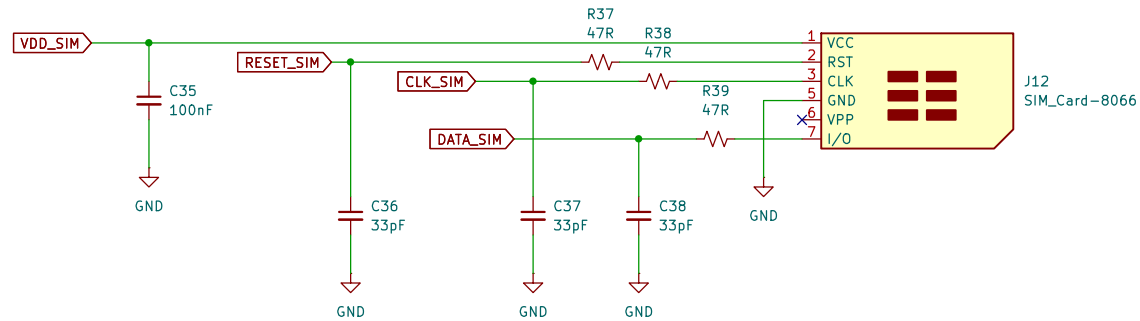 R37
47R
R38
47R
VDD_SIM
1
VCC
RESET_SIM
2
RST
CLK_SIM
3
CLK
J12
SIM_Card-8066
C35
100nF
R39
47R
5
GND
6
VPP
DATA_SIM
7
I/O
GND
C36
33pF
C37
33pF
C38
33pF
GND
GND
GND
GND